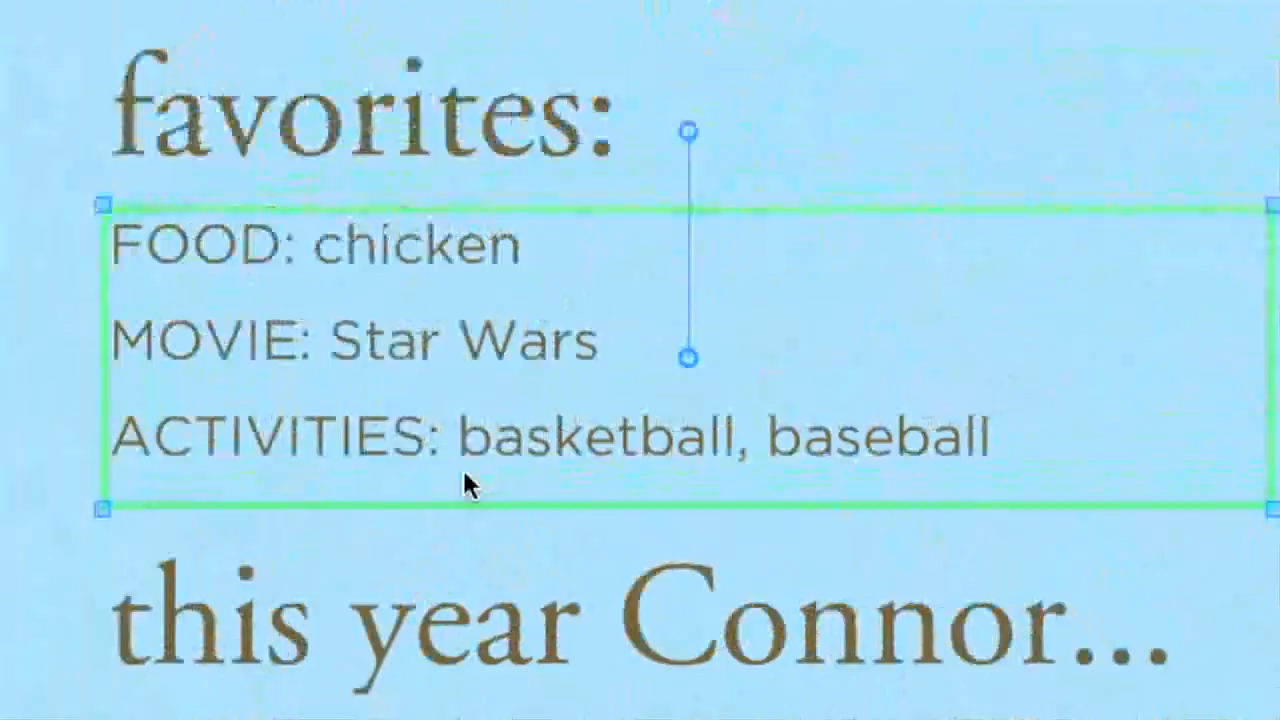 favorites:
FOOD: chicken
MOVIE: Star Wars
ACTIVITIES: basketball, baseball
this year Connor...